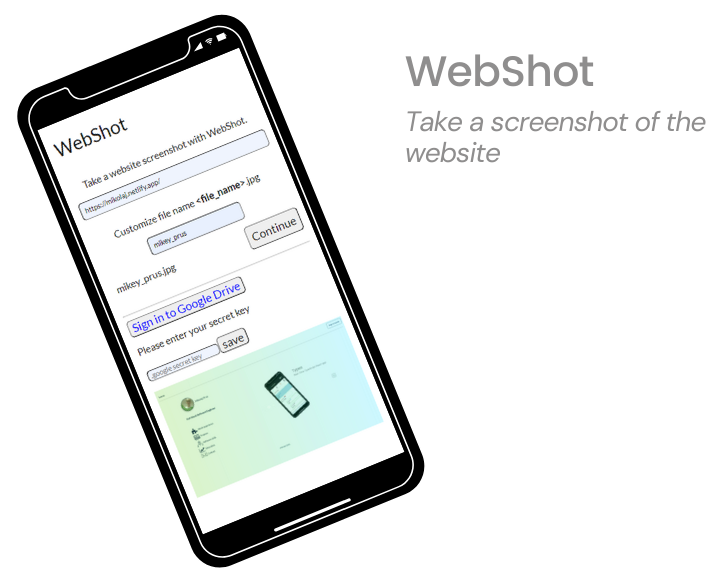 WebShot
Take a screenshot of the
website
WebShot
Take a website screenshot with WebShot.
https://mikolaj.netlify.app/
Customize file name <file_name>.jpg
mikey_prus
Continue
mikey_prus.jpg
Sign in to Google Drive
Please enter your secret key
google secret key
save